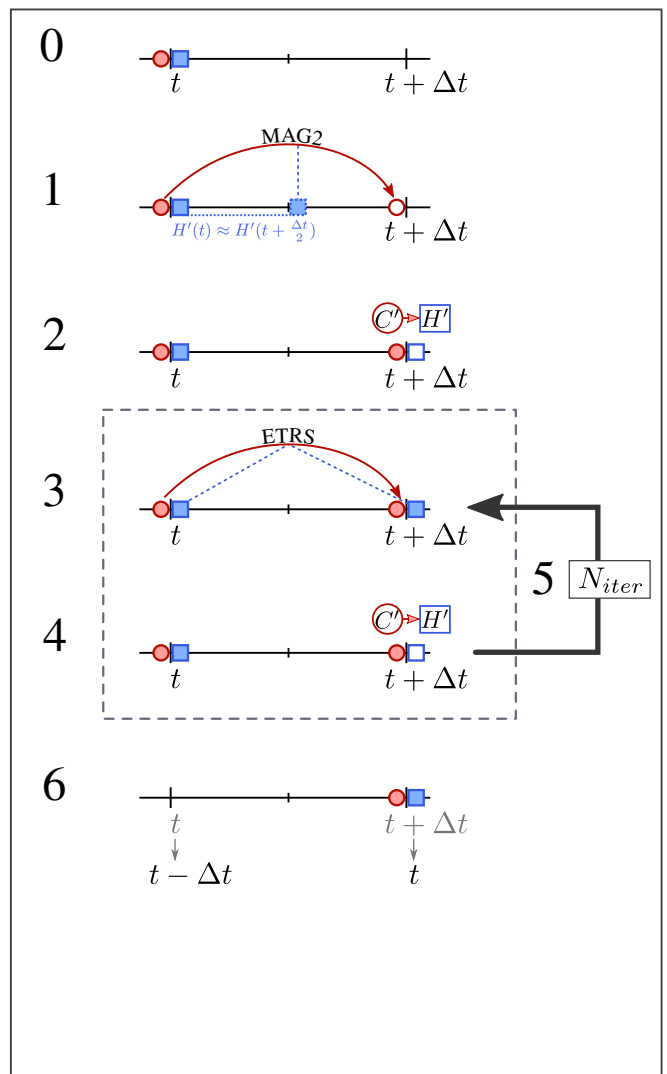 0
t
t + Δt
1
MAG2
H′(t) ≈ H′(t + Δt/2)
t + Δt
2
C′ H′
t
t + Δt
3
ETRS
t
t + Δt
5
N_iter
4
C′ H′
t
t + Δt
6
t
t + Δt
t − Δt
t